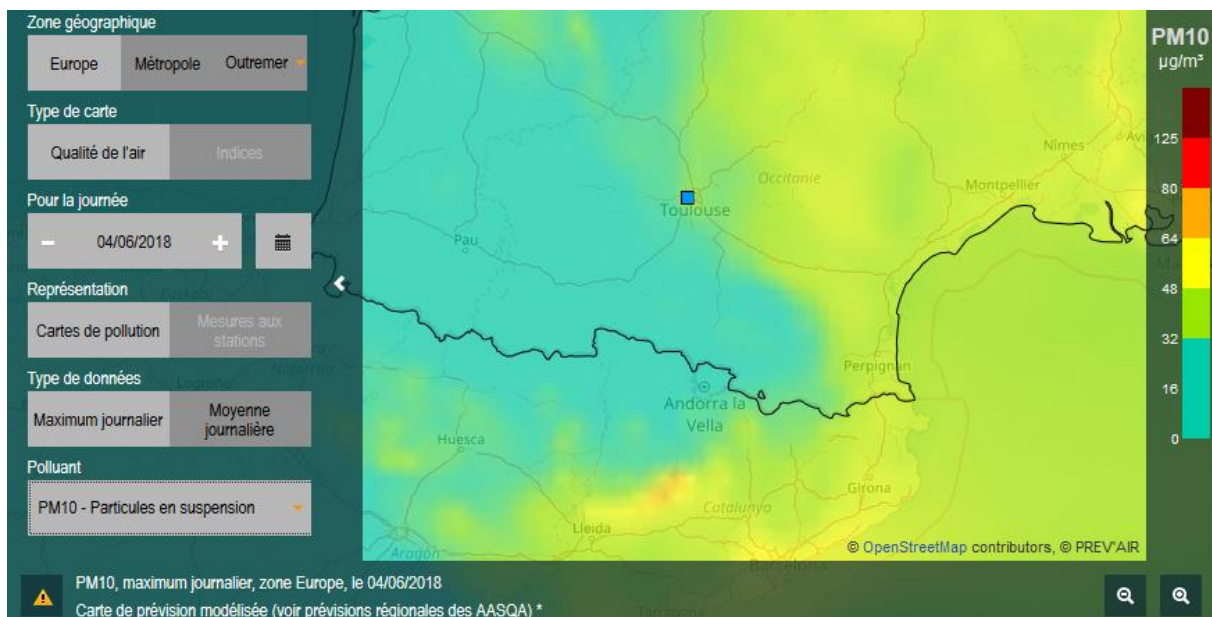 Zone géographique
Europe Métropole Outremer
Type de carte
Qualité de l'air Indices
Pour la journée
04/06/2018
Représentation
Cartes de pollution Mesures aux
stations
Type de données
Maximum journalier Moyenne
journalière
Polluant
PM10 - Particules en suspension
Occitanie
Nîmes
Montpellier
Toulouse
Pau
Perpignan
Andorra la
Vella
Huesca
Girona
Catalunya
Lleida
Aragón
Barcelona
Tarragona
© OpenStreetMap contributors, © PREV'AIR
PM10
µg/m³
125
80
64
48
32
16
0
PM10, maximum journalier, zone Europe, le 04/06/2018
Carte de prévision modélisée (voir prévisions régionales des AASQA) *